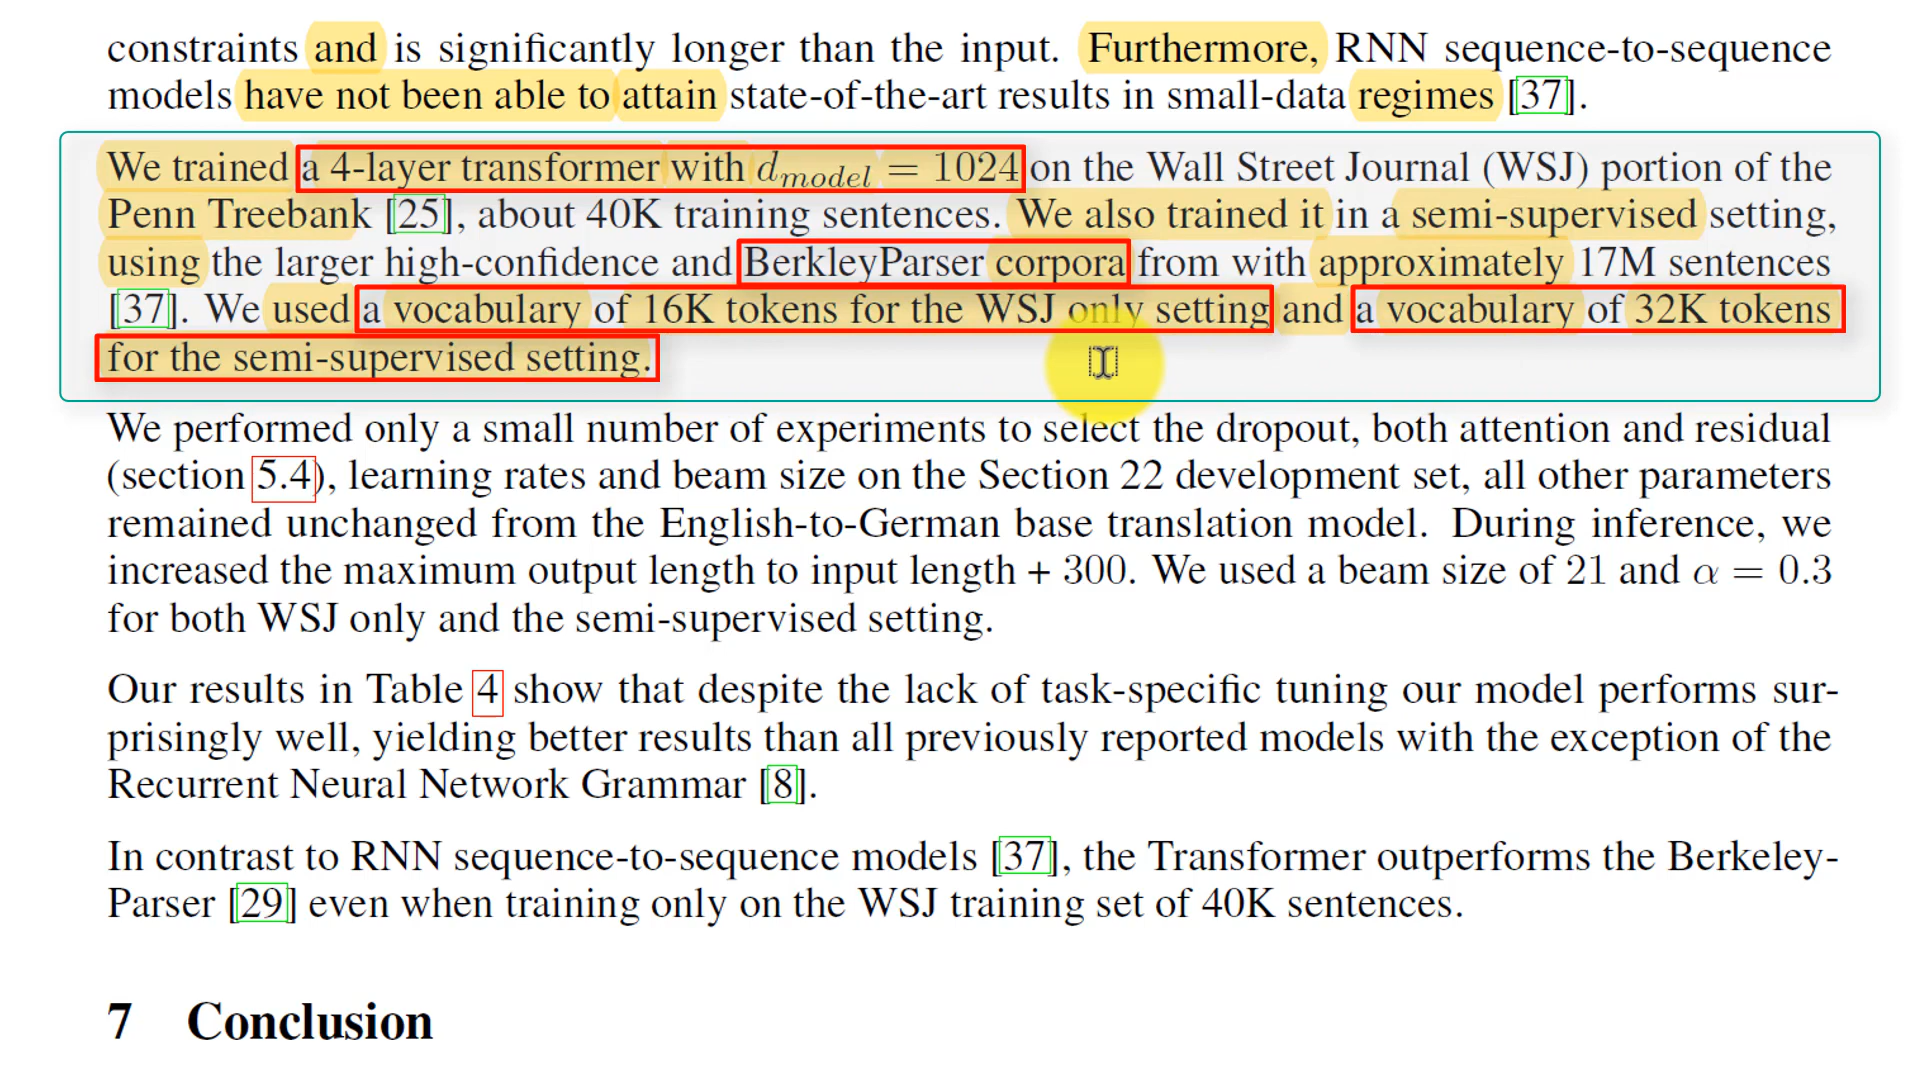 constraints and is significantly longer than the input. Furthermore, RNN sequence-to-sequence
models have not been able to attain state-of-the-art results in small-data regimes [37].
We trained a 4-layer transformer with d_model = 1024 on the Wall Street Journal (WSJ) portion of the
Penn Treebank [25], about 40K training sentences. We also trained it in a semi-supervised setting,
using the larger high-confidence and BerkleyParser corpora from with approximately 17M sentences
[37]. We used a vocabulary of 16K tokens for the WSJ only setting and a vocabulary of 32K tokens
for the semi-supervised setting.
We performed only a small number of experiments to select the dropout, both attention and residual
(section 5.4), learning rates and beam size on the Section 22 development set, all other parameters
remained unchanged from the English-to-German base translation model. During inference, we
increased the maximum output length to input length + 300. We used a beam size of 21 and α = 0.3
for both WSJ only and the semi-supervised setting.
Our results in Table 4 show that despite the lack of task-specific tuning our model performs sur-
prisingly well, yielding better results than all previously reported models with the exception of the
Recurrent Neural Network Grammar [8].
In contrast to RNN sequence-to-sequence models [37], the Transformer outperforms the Berkeley-
Parser [29] even when training only on the WSJ training set of 40K sentences.
7 Conclusion